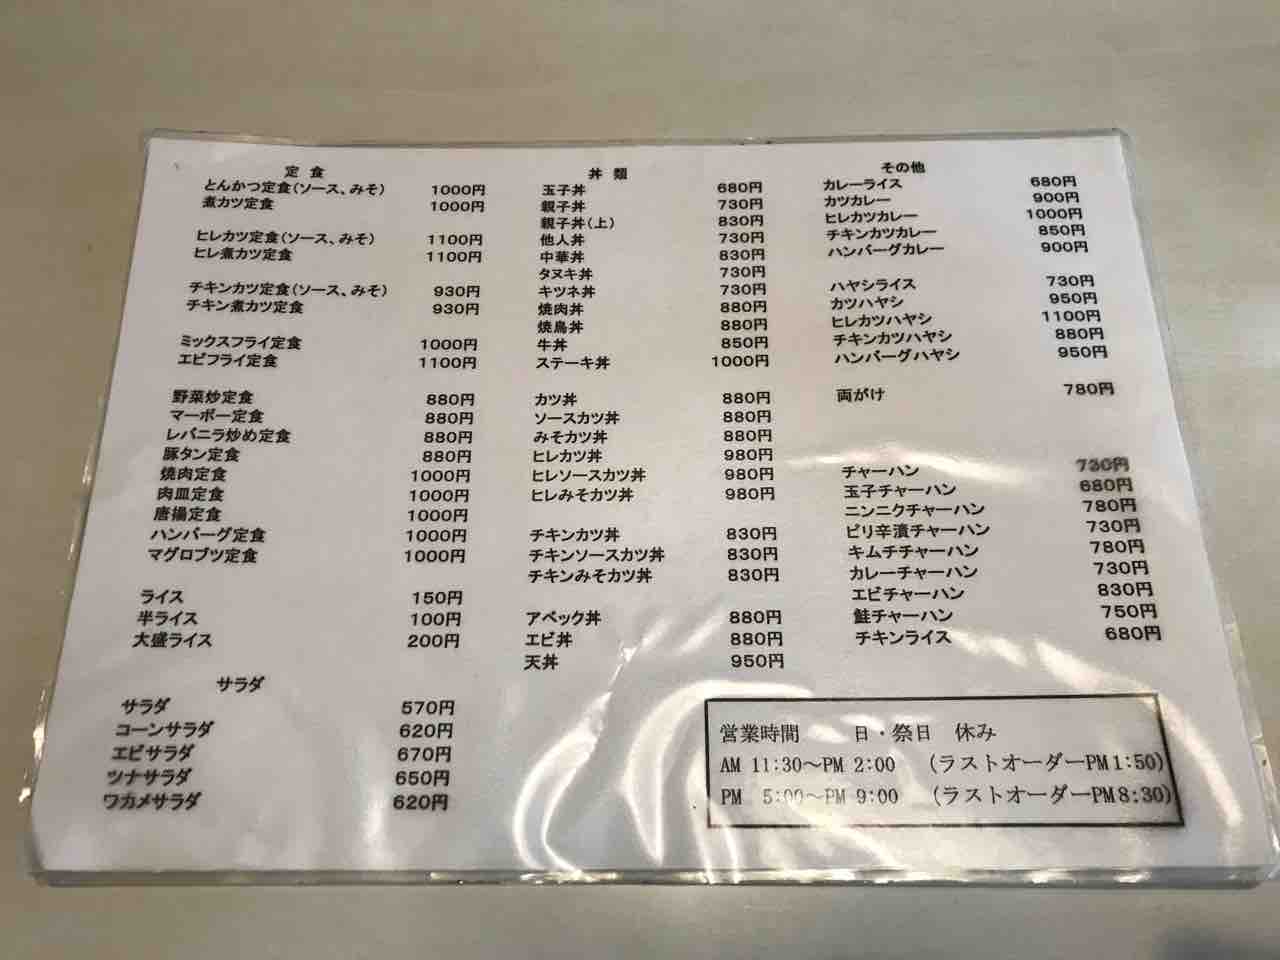 定 食
とんかつ定食(ソース、みそ) 1000円
煮カツ定食 1000円
ヒレカツ定食(ソース、みそ) 1100円
ヒレ煮カツ定食 1100円
チキンカツ定食(ソース、みそ) 930円
チキン煮カツ定食 930円
ミックスフライ定食 1000円
エビフライ定食 1100円
野菜炒定食 880円
マーボー定食 880円
レバニラ炒め定食 880円
豚タン定食 880円
焼肉定食 1000円
肉皿定食 1000円
唐揚定食 1000円
ハンバーグ定食 1000円
マグロブツ定食 1000円
ライス 150円
半ライス 100円
大盛ライス 200円
サラダ
サラダ 570円
コーンサラダ 620円
エビサラダ 670円
ツナサラダ 650円
ワカメサラダ 620円
丼 類
玉子丼 680円
親子丼 730円
親子丼(上) 830円
他人丼 730円
中華丼 830円
タヌキ丼 730円
キツネ丼 730円
焼肉丼 880円
焼鳥丼 880円
牛丼 850円
ステーキ丼 1000円
カツ丼 880円
ソースカツ丼 880円
みそカツ丼 880円
ヒレカツ丼 980円
ヒレソースカツ丼 980円
ヒレみそカツ丼 980円
チキンカツ丼 830円
チキンソースカツ丼 830円
チキンみそカツ丼 830円
アベック丼 880円
エビ丼 880円
天丼 950円
その他
カレーライス 680円
カツカレー 900円
ヒレカツカレー 1000円
チキンカツカレー 850円
ハンバーグカレー 900円
ハヤシライス 730円
カツハヤシ 950円
ヒレカツハヤシ 1100円
チキンカツハヤシ 880円
ハンバーグハヤシ 950円
両がけ 780円
チャーハン 730円
玉子チャーハン 680円
ニンニクチャーハン 780円
ピリ辛漬チャーハン 730円
キムチチャーハン 780円
カレーチャーハン 730円
エビチャーハン 830円
鮭チャーハン 750円
チキンライス 680円
営業時間 日・祭日 休み
AM 11:30～PM 2:00 (ラストオーダーPM1:50)
PM 5:00～PM 9:00 (ラストオーダーPM8:30)